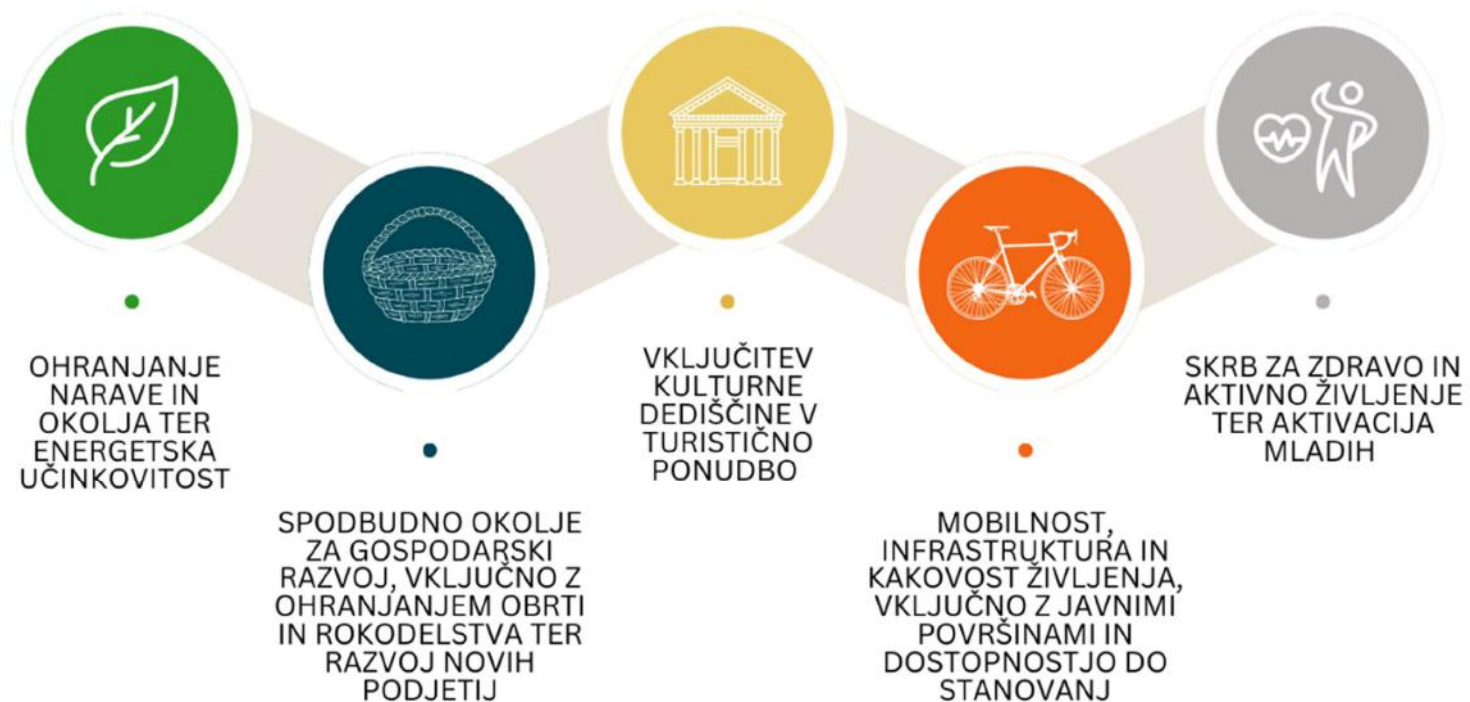 OHRANJANJE
NARAVE IN
OKOLJA TER
ENERGETSKA
UČINKOVITOST
SPODBUDNO OKOLJE
ZA GOSPODARSKI
RAZVOJ, VKLJUČNO Z
OHRANJANJEM OBRTI
IN ROKODELSTVA TER
RAZVOJ NOVIH
PODJETIJ
VKLJUČITEV
KULTURNE
DEDIŠČINE V
TURISTIČNO
PONUDBO
MOBILNOST,
INFRASTRUKTURA IN
KAKOVOST ŽIVLJENJA,
VKLJUČNO Z JAVNIMI
POVRŠINAMI IN
DOSTOPNOSTJO DO
STANOVANJ
SKRB ZA ZDRAVO IN
AKTIVNO ŽIVLJENJE
TER AKTIVACIJA
MLADIH